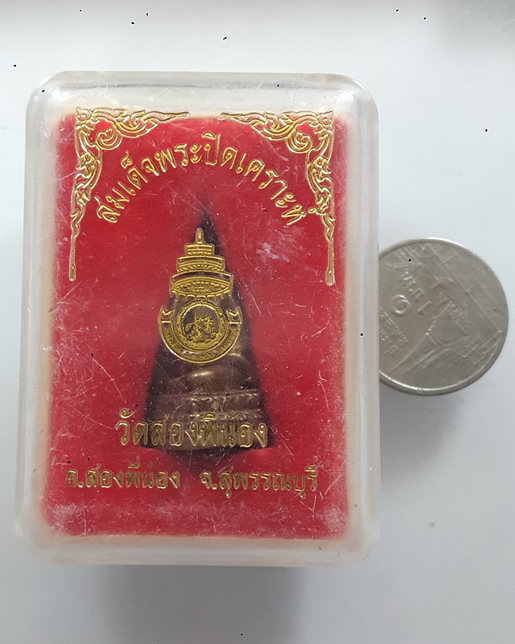 สมเด็จพระปิดเคราะห์
วัดสองพี่น้อง
อ.สองพี่น้อง จ.สุพรรณบุรี